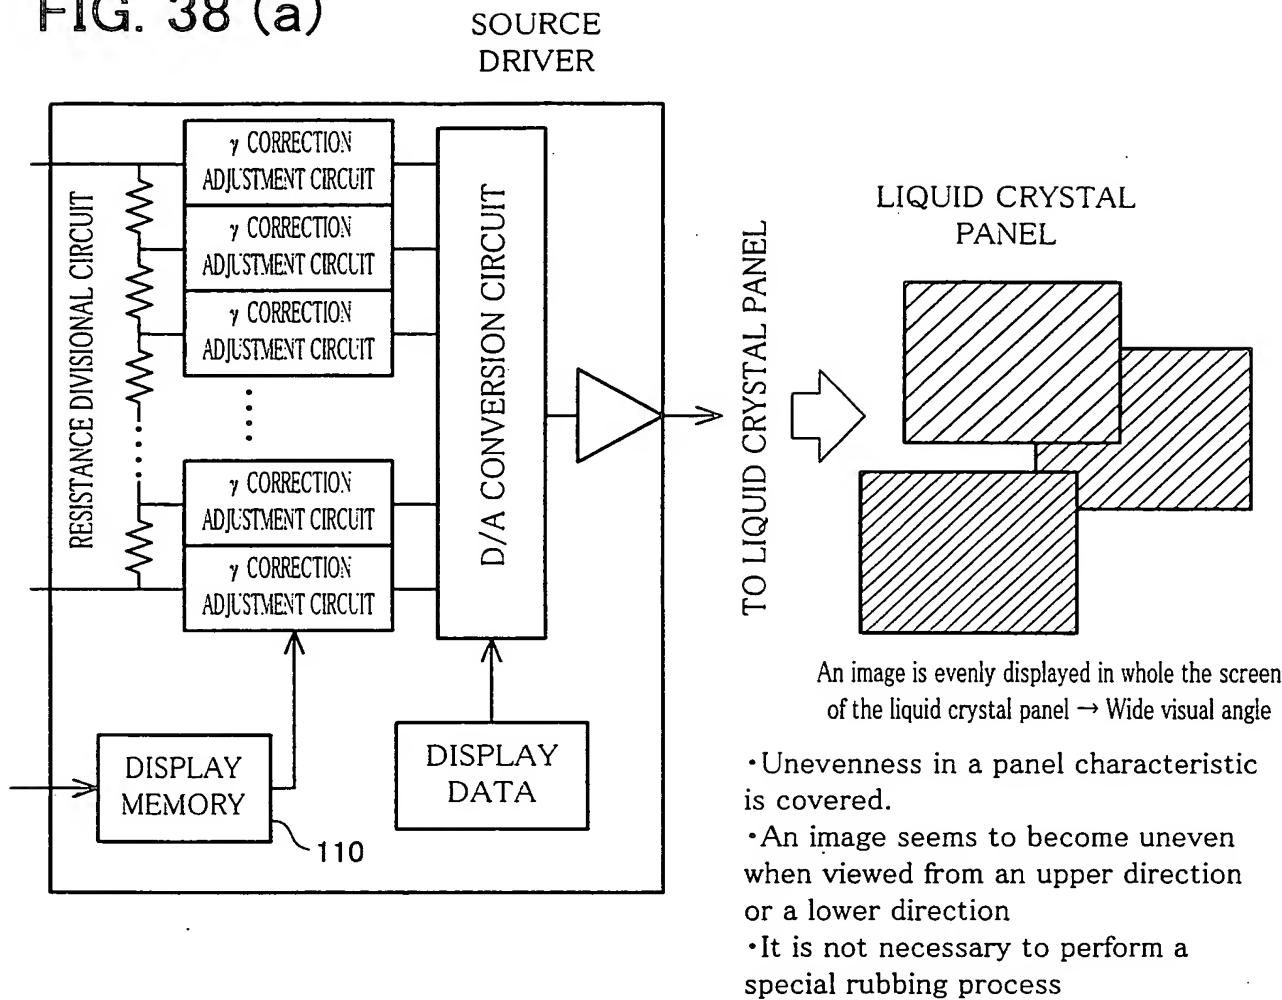 FIG. 38 (a)
SOURCE
DRIVER
RESISTANCE DIVISIONAL CIRCUIT
γ CORRECTION
ADJUSTMENT CIRCUIT
γ CORRECTION
ADJUSTMENT CIRCUIT
γ CORRECTION
ADJUSTMENT CIRCUIT
γ CORRECTION
ADJUSTMENT CIRCUIT
γ CORRECTION
ADJUSTMENT CIRCUIT
D/A CONVERSION CIRCUIT
DISPLAY
MEMORY
110
DISPLAY
DATA
TO LIQUID CRYSTAL PANEL
LIQUID CRYSTAL
PANEL
An image is evenly displayed in whole the screen
of the liquid crystal panel → Wide visual angle
・Unevenness in a panel characteristic
is covered.
・An image seems to become uneven
when viewed from an upper direction
or a lower direction
・It is not necessary to perform a
special rubbing process